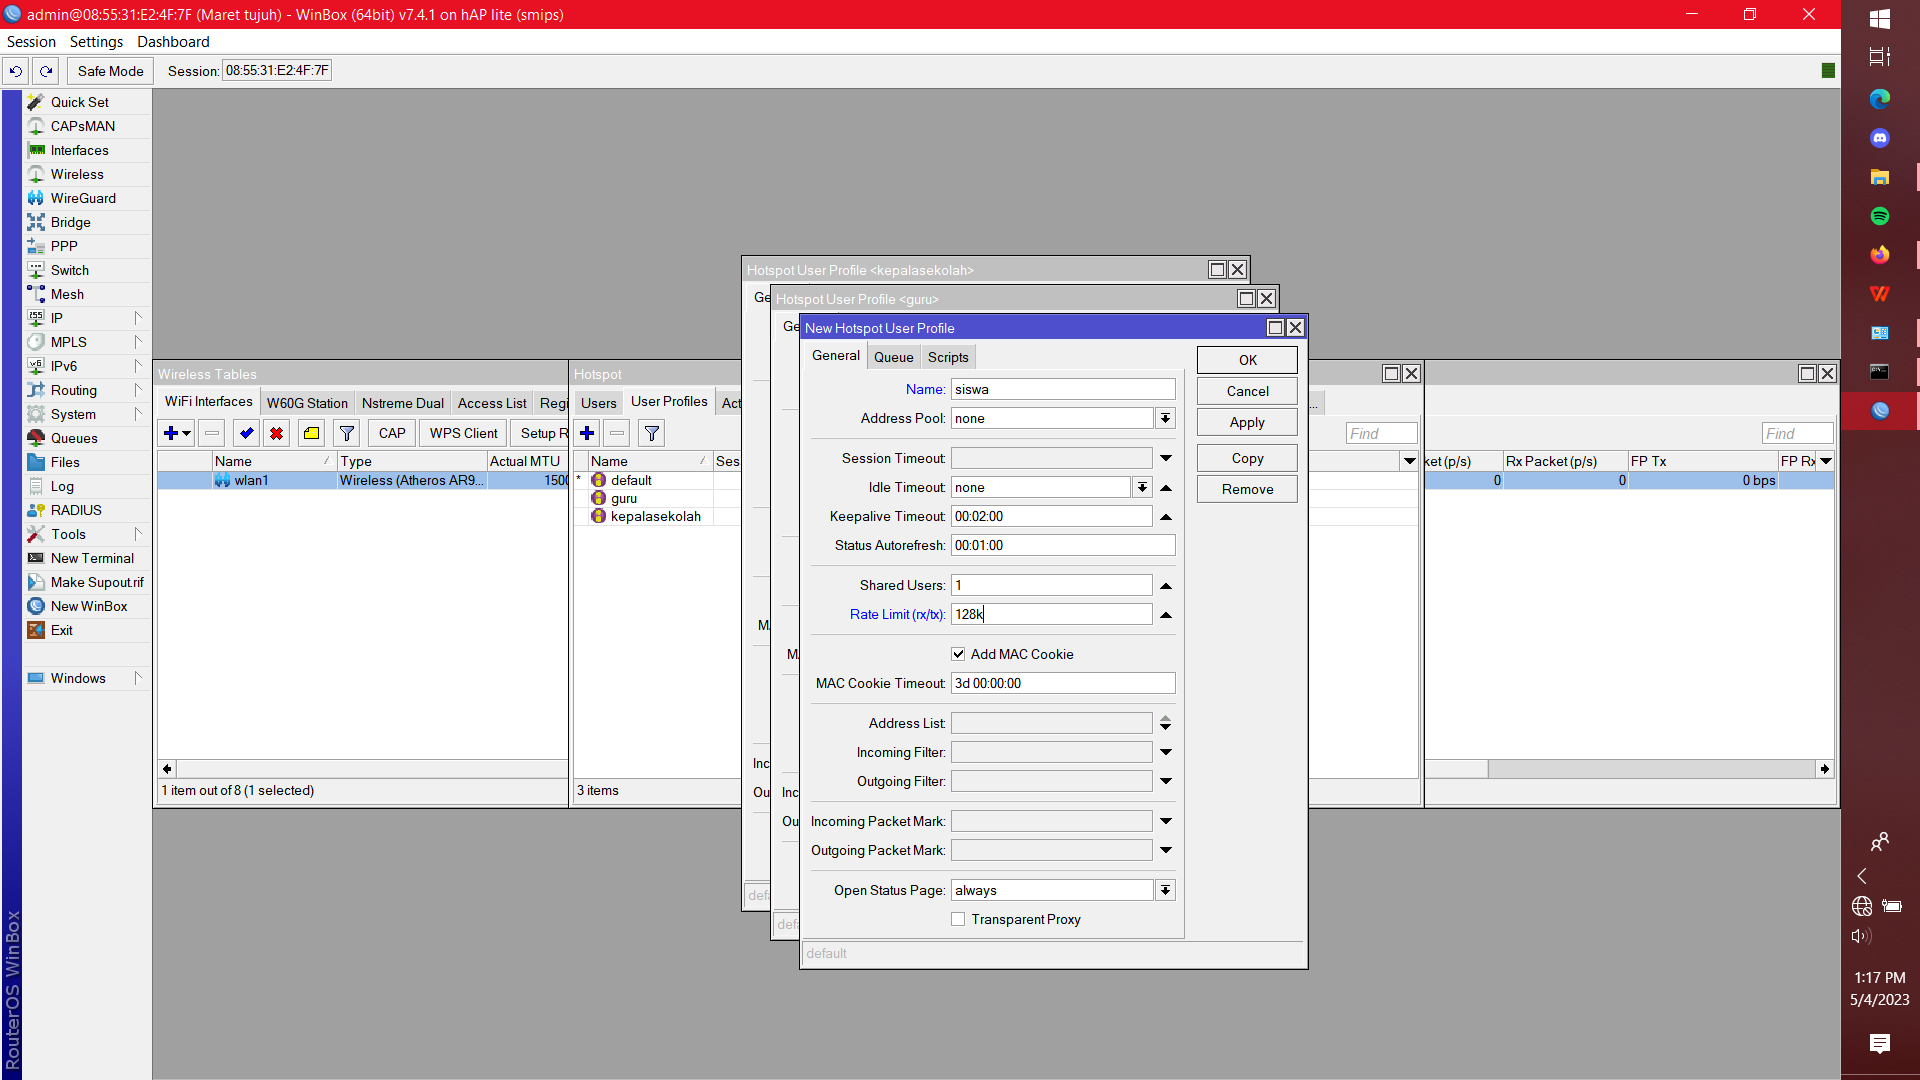 admin@08:55:31:E2:4F:7F (Maret tujuh) - WinBox (64bit) v7.4.1 on hAP lite (smips)
Session Settings Dashboard
Safe Mode Session: 08:55:31:E2:4F:7F
Quick Set
CAPsMAN
Interfaces
Wireless
WireGuard
Bridge
PPP
Switch
Mesh
IP
MPLS
IPv6
Routing
System
Queues
Files
Log
RADIUS
Tools
New Terminal
Make Supout.rif
New WinBox
Exit
Windows
RouterOS WinBox
Wireless Tables
WiFi Interfaces W60G Station Nstreme Dual Access List Regi
CAP WPS Client Setup R
Name Type Actual MTU
wlan1 Wireless (Atheros AR9... 1500
1 item out of 8 (1 selected)
Hotspot
Users User Profiles Act
Name Ses
* default
guru
kepalasekolah
3 items
Hotspot User Profile <kepalasekolah>
Ge
Inc
Ou
defa
Hotspot User Profile <guru>
Ge
Inc
Ou
defa
New Hotspot User Profile
General Queue Scripts
Name: siswa
Address Pool: none
Session Timeout:
Idle Timeout: none
Keepalive Timeout: 00:02:00
Status Autorefresh: 00:01:00
Shared Users: 1
Rate Limit (rx/tx): 128k
Add MAC Cookie
MAC Cookie Timeout: 3d 00:00:00
Address List:
Incoming Filter:
Outgoing Filter:
Incoming Packet Mark:
Outgoing Packet Mark:
Open Status Page: always
Transparent Proxy
default
OK
Cancel
Apply
Copy
Remove
...
Find
Find
ket (p/s) Rx Packet (p/s) FP Tx FP Rx
0 0 0 bps
1:17 PM
5/4/2023